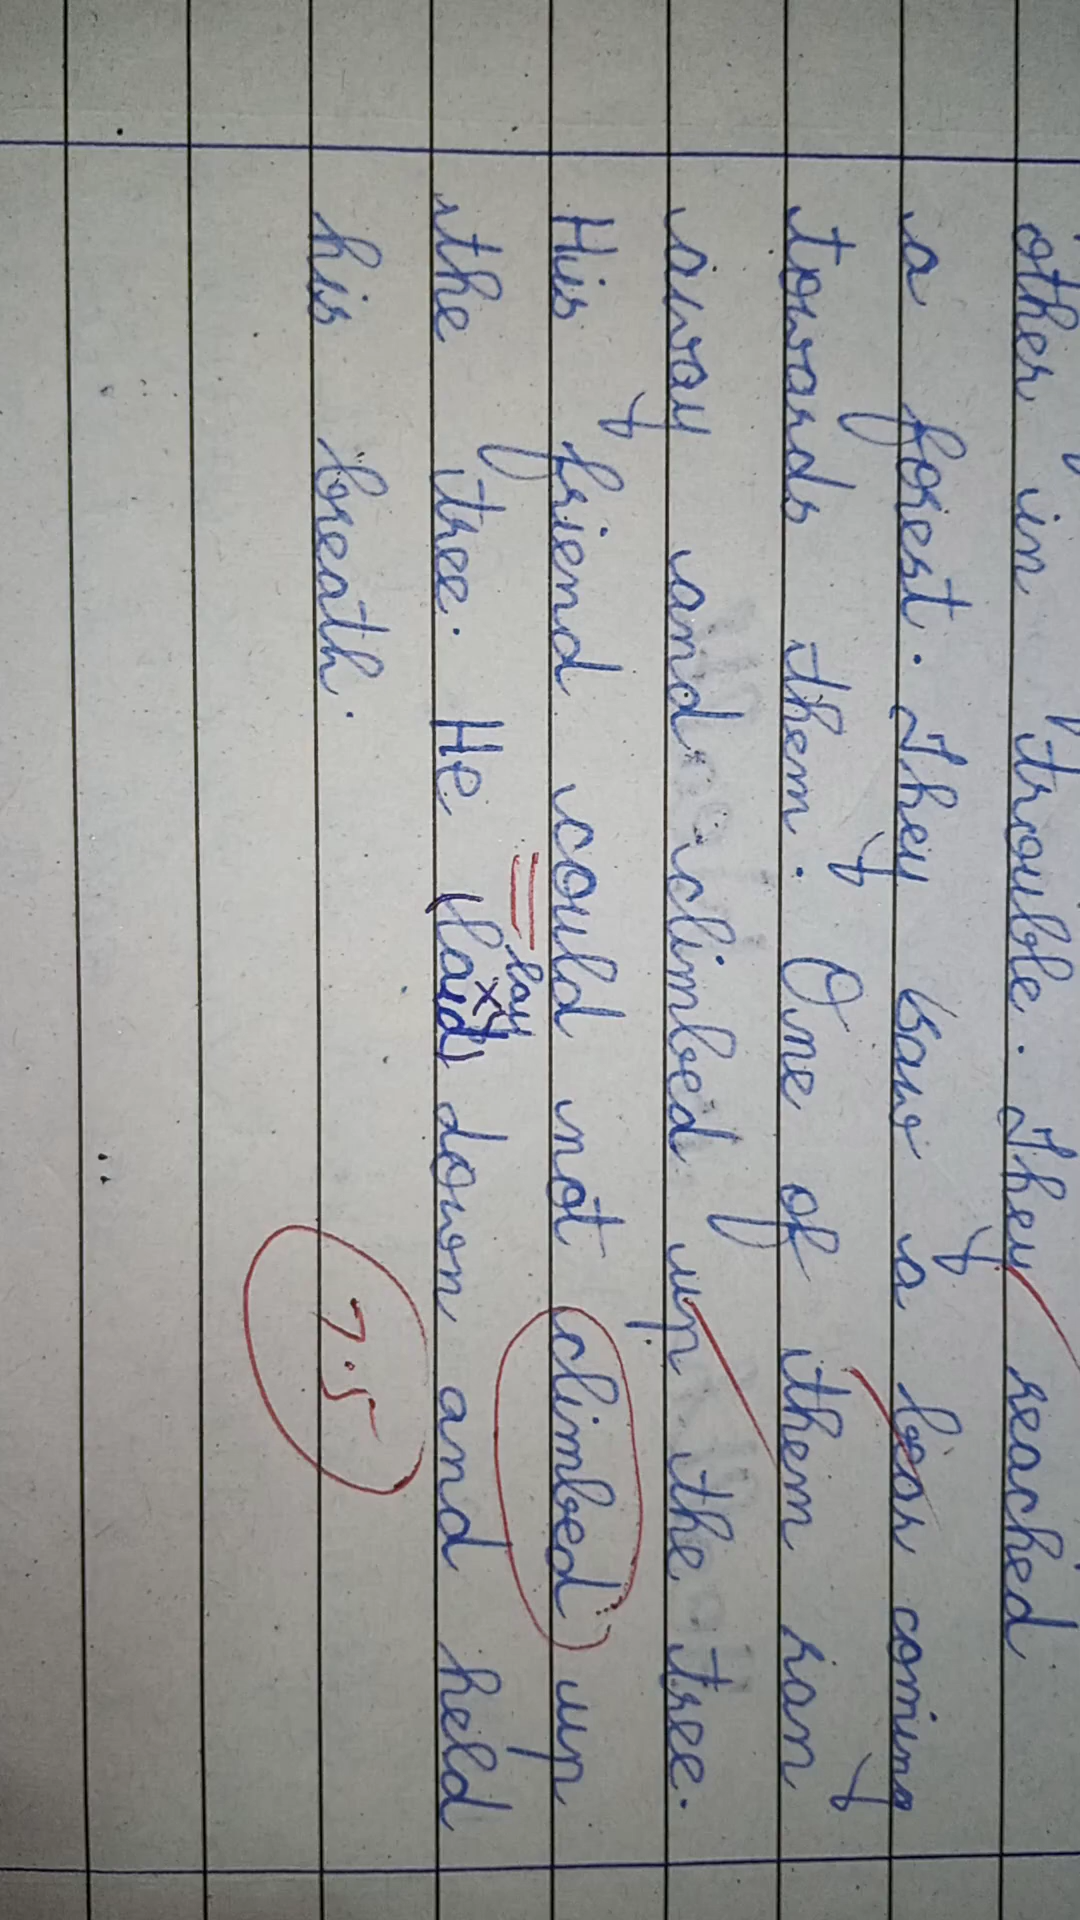 other in trouble. They reached
a forest. They saw a bear coming
towards them. One of them ran
away and climbed up the tree.
His friend could not climbed up
lay
the tree. He (laid) down and held
his breath.
7.5